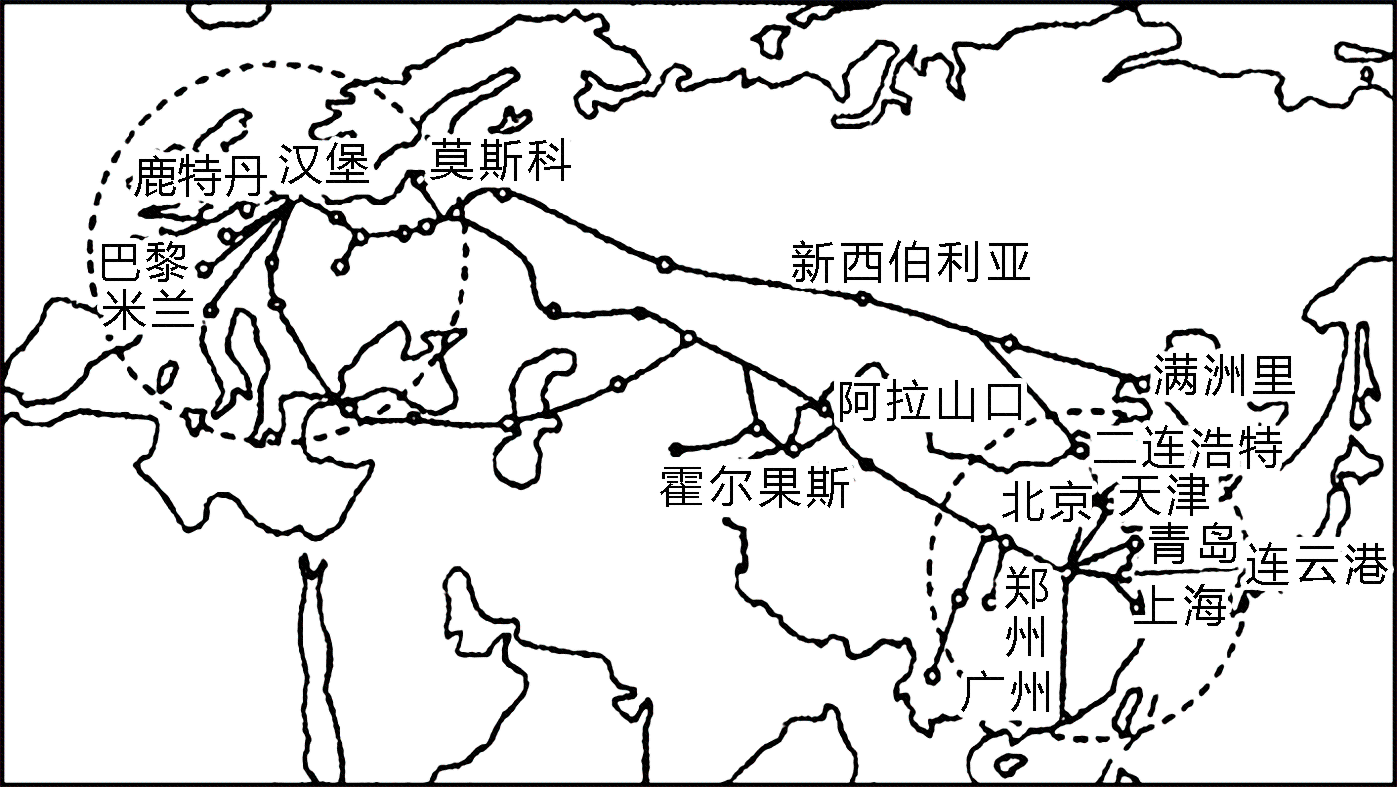 鹿特丹
汉堡
莫斯科
巴黎
米兰
新西伯利亚
满洲里
阿拉山口
二连浩特
霍尔果斯
北京
天津
青岛
连云港
郑州
上海
广州